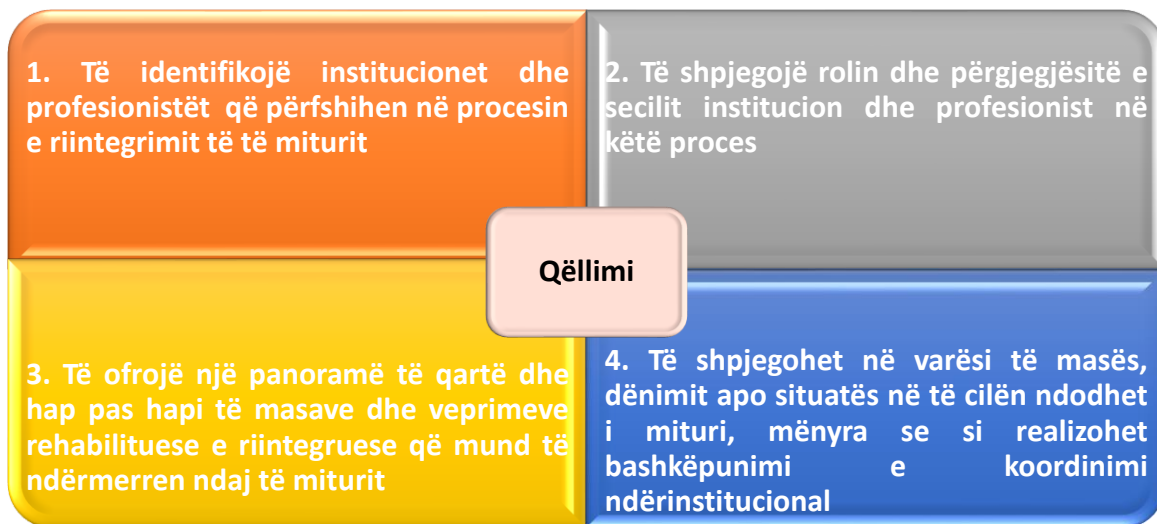 1. Të identifikojë institucionet dhe
profesionistët që përfshihen në procesin
e riintegrimit të të miturit
2. Të shpjegojë rolin dhe përgjegjësitë e
secilit institucion dhe profesionist në
këtë proces
Qëllimi
3. Të ofrojë një panoramë të qartë dhe
hap pas hapi të masave dhe veprimeve
rehabilituese e riintegruese që mund të
ndërmerren ndaj të miturit
4. Të shpjegohet në varësi të masës,
dënimit apo situatës në të cilën ndodhet
i mituri, mënyra se si realizohet
bashkëpunimi e koordinimi
ndërinstitucional